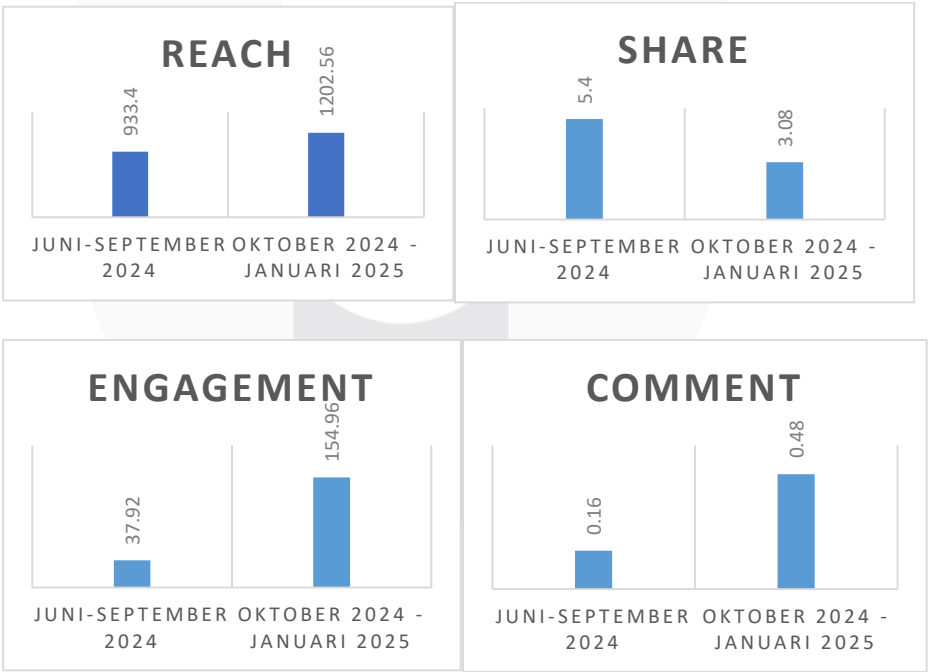 REACH
933.4
1202.56
JUNI-SEPTEMBER 2024
OKTOBER 2024 - JANUARI 2025
SHARE
5.4
3.08
JUNI-SEPTEMBER 2024
OKTOBER 2024 - JANUARI 2025
ENGAGEMENT
37.92
154.96
JUNI-SEPTEMBER 2024
OKTOBER 2024 - JANUARI 2025
COMMENT
0.16
0.48
JUNI-SEPTEMBER 2024
OKTOBER 2024 - JANUARI 2025